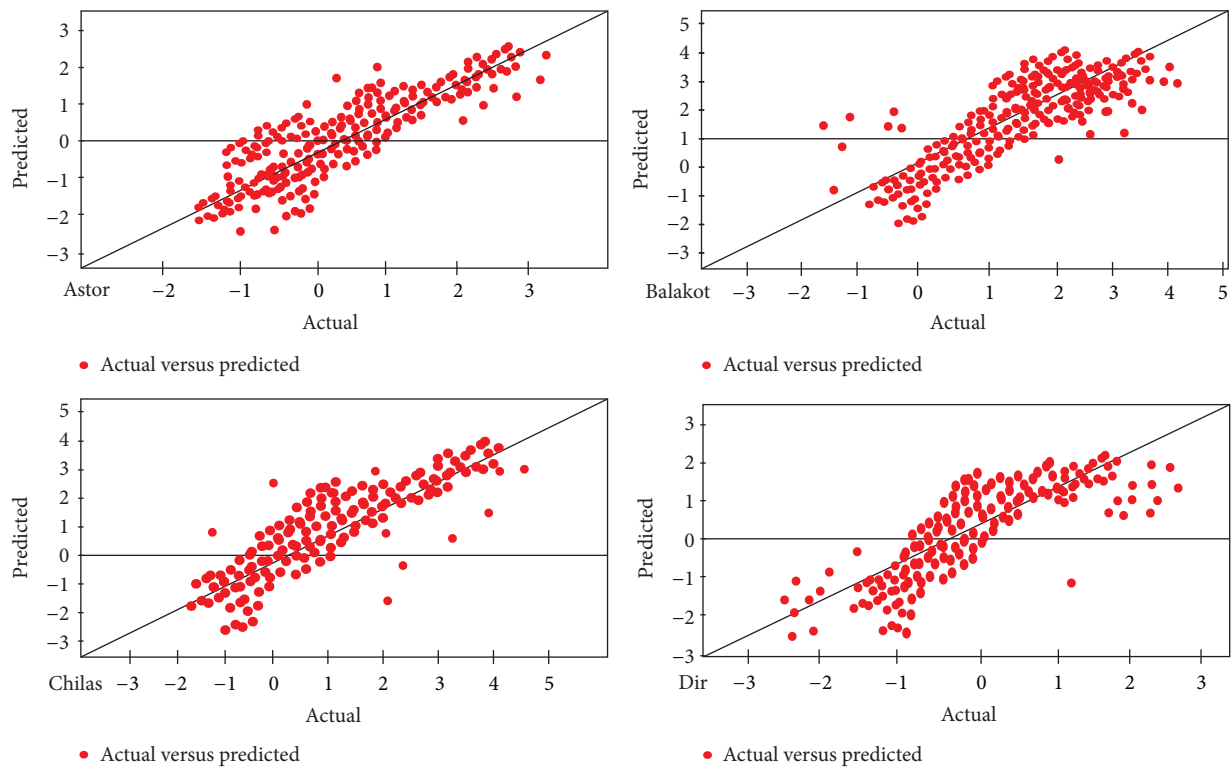 3
2
1
0
−1
−2
−3
Predicted
Astor −2 −1 0 1 2 3
Actual
• Actual versus predicted
5
4
3
2
1
0
−1
−2
−3
Predicted
Balakot −3 −2 −1 0 1 2 3 4 5
Actual
• Actual versus predicted
5
4
3
2
1
0
−1
−2
−3
Predicted
Chilas −3 −2 −1 0 1 2 3 4 5
Actual
• Actual versus predicted
3
2
1
0
−1
−2
−3
Predicted
Dir −3 −2 −1 0 1 2 3
Actual
• Actual versus predicted